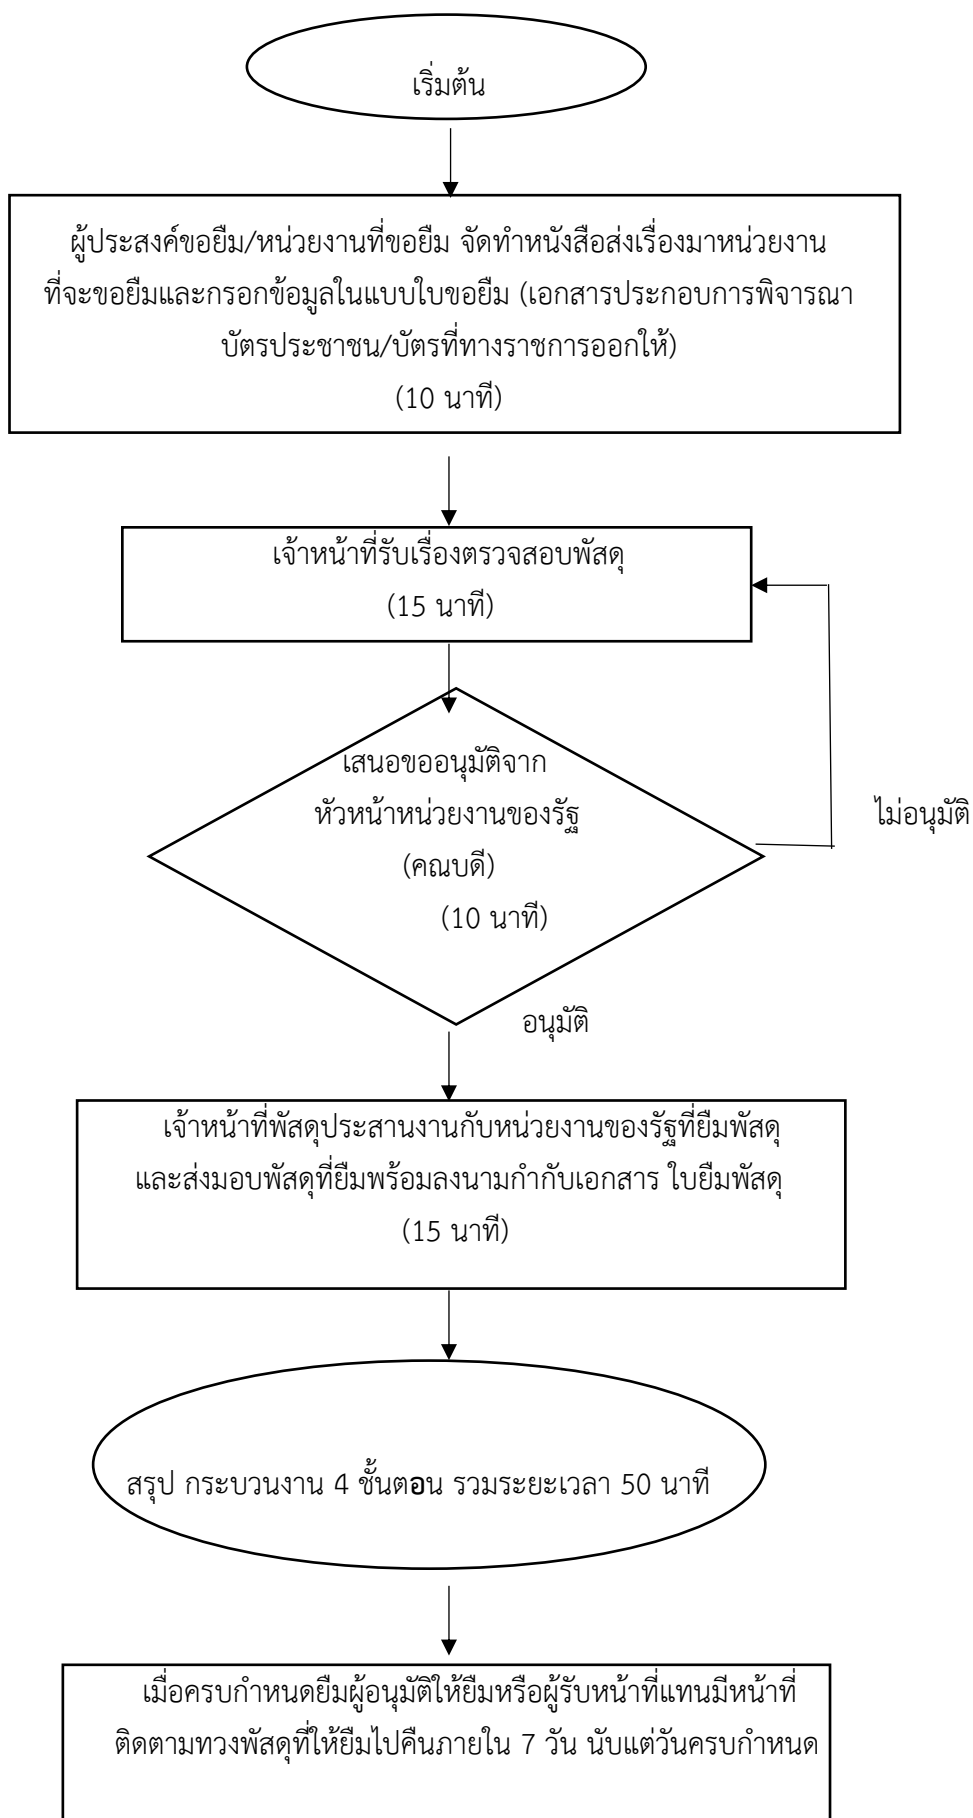 เริ่มต้น
ผู้ประสงค์ขอยืม/หน่วยงานที่ขอยืม จัดทำหนังสือส่งเรื่องมาหน่วยงาน
ที่จะขอยืมและกรอกข้อมูลในแบบใบขอยืม (เอกสารประกอบการพิจารณา
บัตรประชาชน/บัตรที่ทางราชการออกให้)
(10 นาที)
เจ้าหน้าที่รับเรื่องตรวจสอบพัสดุ
(15 นาที)
เสนอขออนุมัติจาก
หัวหน้าหน่วยงานของรัฐ
(คณบดี)
(10 นาที)
ไม่อนุมัติ
อนุมัติ
เจ้าหน้าที่พัสดุประสานงานกับหน่วยงานของรัฐที่ยืมพัสดุ
และส่งมอบพัสดุที่ยืมพร้อมลงนามกำกับเอกสาร ใบยืมพัสดุ
(15 นาที)
สรุป กระบวนงาน 4 ชั้นตอน รวมระยะเวลา 50 นาที
เมื่อครบกำหนดยืมผู้อนุมัติให้ยืมหรือผู้รับหน้าที่แทนมีหน้าที่
ติดตามทวงพัสดุที่ให้ยืมไปคืนภายใน 7 วัน นับแต่วันครบกำหนด